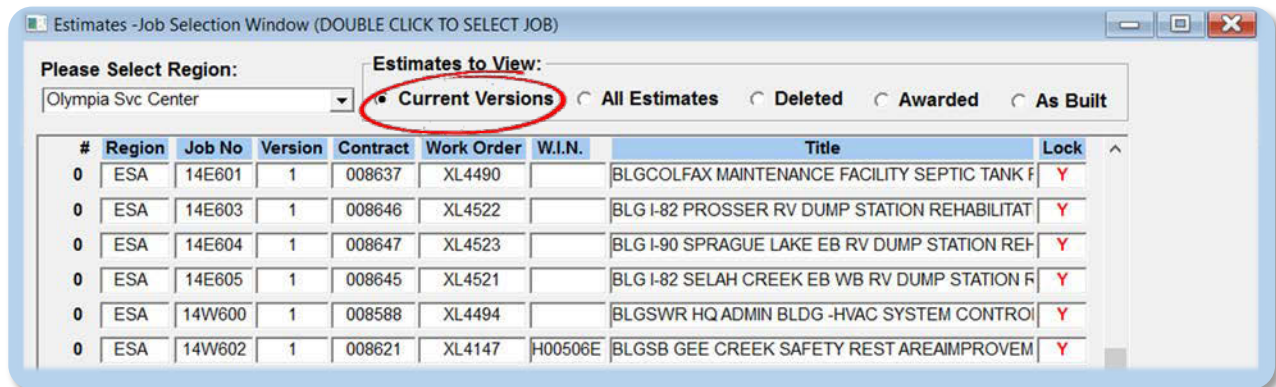 Estimates -Job Selection Window (DOUBLE CLICK TO SELECT JOB)
Please Select Region: Estimates to View:
Olympia Svc Center Current Versions All Estimates Deleted Awarded As Built
# Region Job No Version Contract Work Order W.I.N. Title Lock
0 ESA 14E601 1 008637 XL4490 BLGCOLFAX MAINTENANCE FACILITY SEPTIC TANK Y
0 ESA 14E603 1 008646 XL4522 BLG I-82 PROSSER RV DUMP STATION REHABILITAT Y
0 ESA 14E604 1 008647 XL4523 BLG I-90 SPRAGUE LAKE EB RV DUMP STATION REH Y
0 ESA 14E605 1 008645 XL4521 BLG I-82 SELAH CREEK EB WB RV DUMP STATION R Y
0 ESA 14W600 1 008588 XL4494 BLGSWR HQ ADMIN BLDG -HVAC SYSTEM CONTRO Y
0 ESA 14W602 1 008621 XL4147 H00506E BLGSB GEE CREEK SAFETY REST AREAIMPROVEM Y